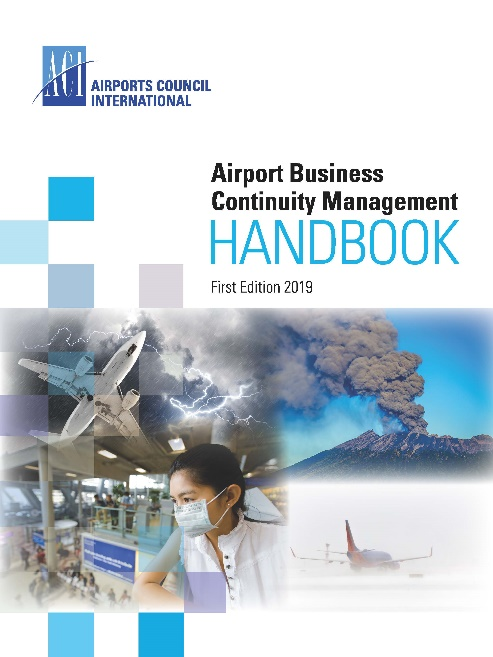 ACI
AIRPORTS COUNCIL
INTERNATIONAL
Airport Business
Continuity Management
HANDBOOK
First Edition 2019